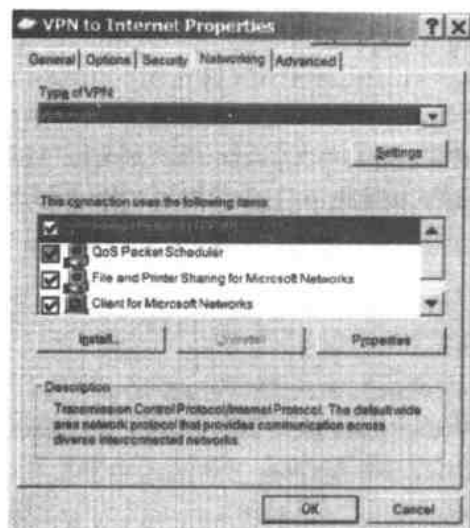 VPN to Internet Properties
General Options Security Networking Advanced
Type of VPN:
Settings
This connection uses the following items:
QoS Packet Scheduler
File and Printer Sharing for Microsoft Networks
Client for Microsoft Networks
Install... Uninstall Properties
Description
Transmission Control Protocol/Internet Protocol. The default wide
area network protocol that provides communication across
diverse interconnected networks.
OK Cancel